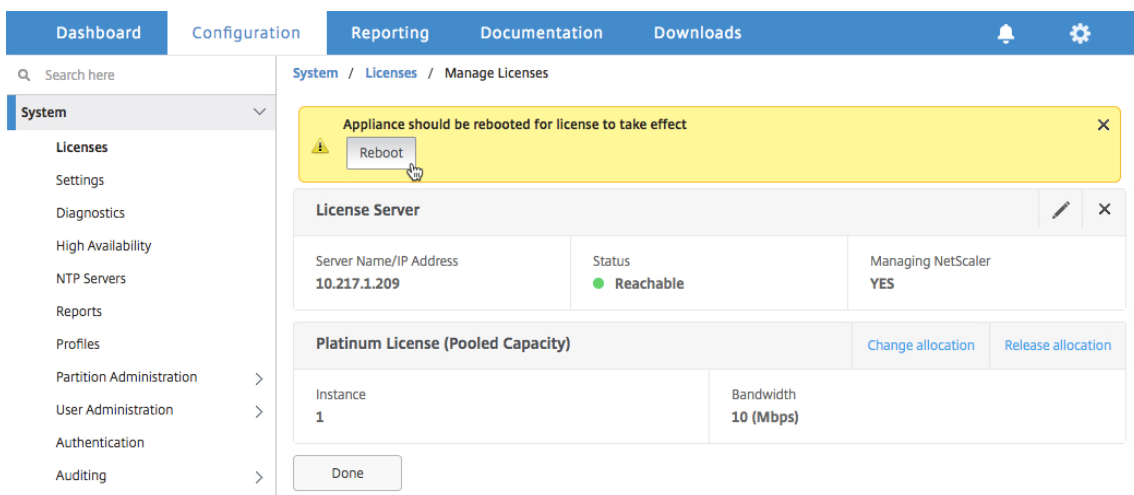 Dashboard Configuration Reporting Documentation Downloads
Search here
System
Licenses
Settings
Diagnostics
High Availability
NTP Servers
Reports
Profiles
Partition Administration
User Administration
Authentication
Auditing
System / Licenses / Manage Licenses
Appliance should be rebooted for license to take effect
Reboot
License Server
Server Name/IP Address Status Managing NetScaler
10.217.1.209 Reachable YES
Platinum License (Pooled Capacity) Change allocation Release allocation
Instance Bandwidth
1 10 (Mbps)
Done